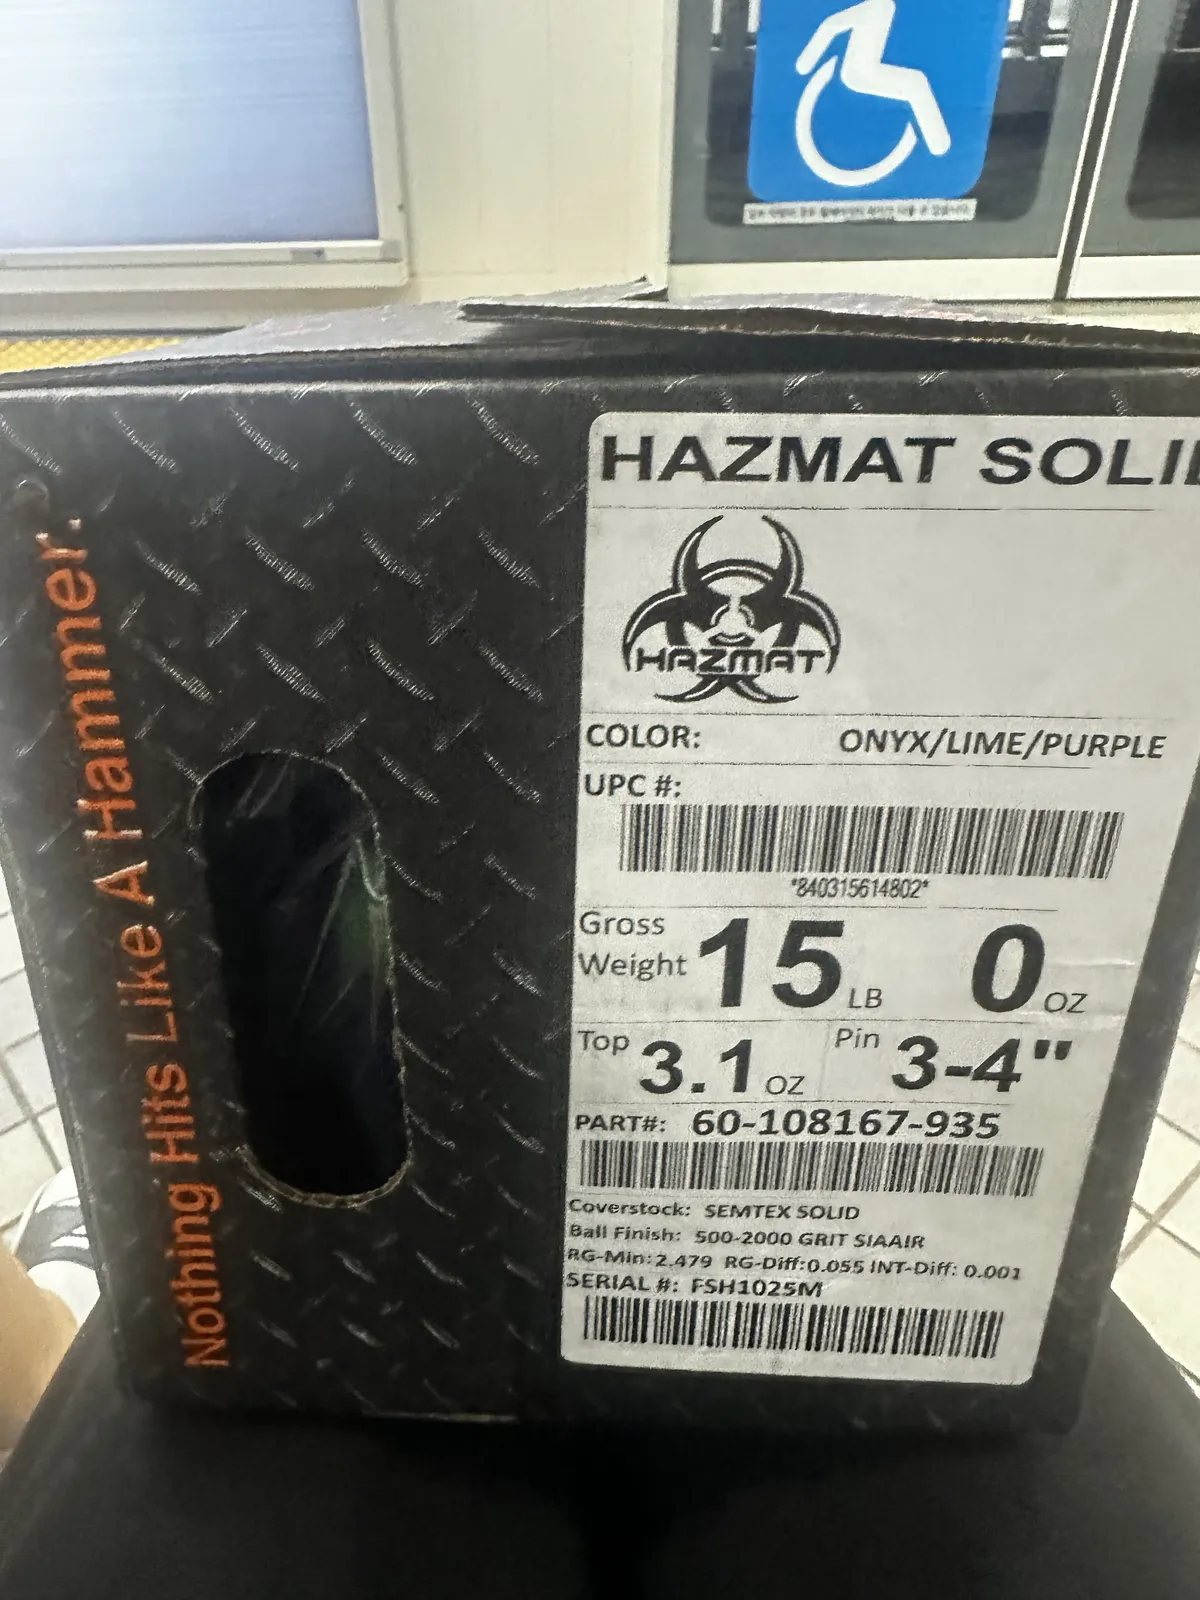 HAZMAT SOLID
HAZMAT
COLOR: ONYX/LIME/PURPLE
UPC #:
*840315614802*
Gross Weight 15 LB 0 OZ
Top 3.1 OZ Pin 3-4"
PART#: 60-108167-935
Coverstock: SEMTEX SOLID
Ball Finish: 500-2000 GRIT SIAAIR
RG-Min: 2.479 RG-Diff: 0.055 INT-Diff: 0.001
SERIAL #: FSH1025M
Nothing Hits Like A Hammer.